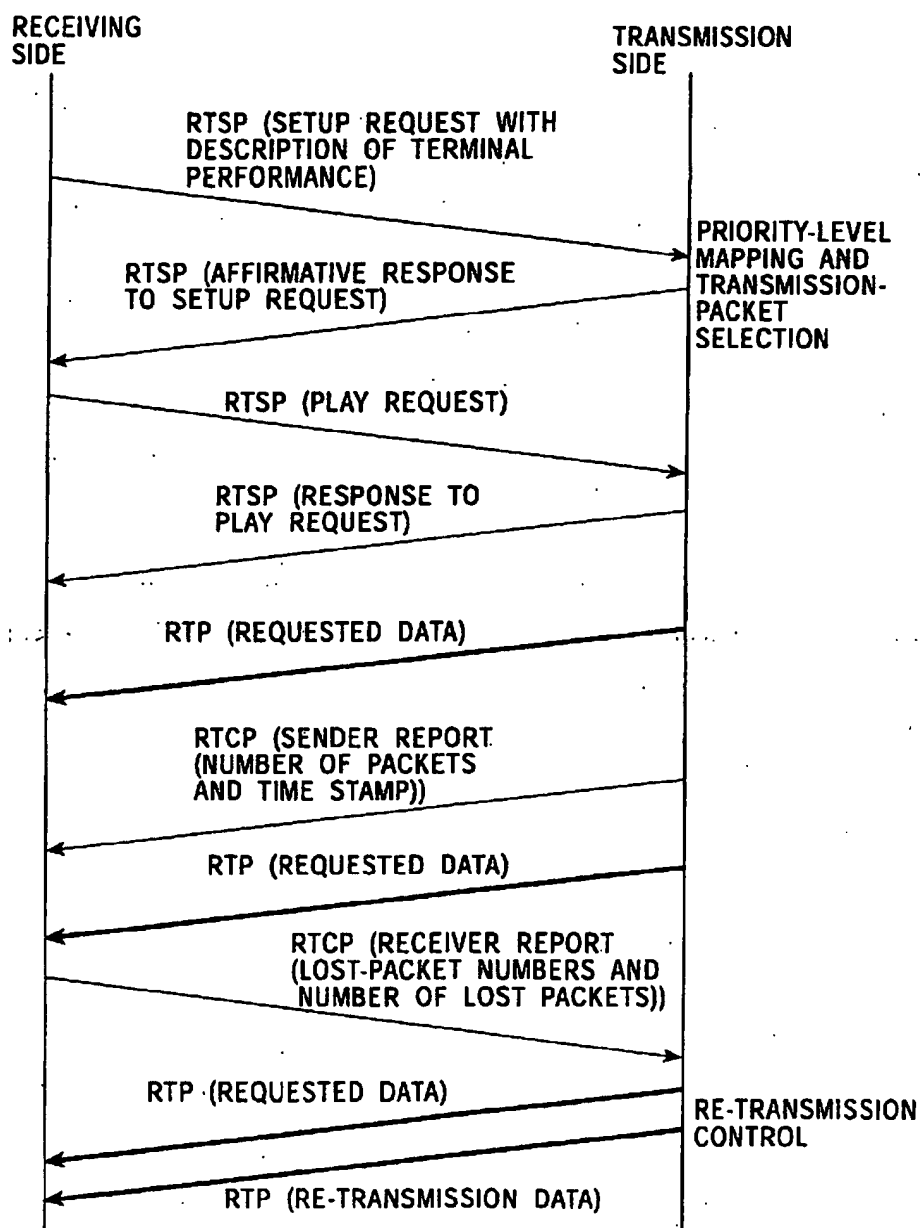 RECEIVING
SIDE
TRANSMISSION
SIDE
RTSP (SETUP REQUEST WITH
DESCRIPTION OF TERMINAL
PERFORMANCE)
PRIORITY-LEVEL
MAPPING AND
TRANSMISSION-
PACKET
SELECTION
RTSP (AFFIRMATIVE RESPONSE
TO SETUP REQUEST)
RTSP (PLAY REQUEST)
RTSP (RESPONSE TO
PLAY REQUEST)
RTP (REQUESTED DATA)
RTCP (SENDER REPORT
(NUMBER OF PACKETS
AND TIME STAMP))
RTP (REQUESTED DATA)
RTCP (RECEIVER REPORT
(LOST-PACKET NUMBERS AND
NUMBER OF LOST PACKETS))
RTP (REQUESTED DATA)
RE-TRANSMISSION
CONTROL
RTP (RE-TRANSMISSION DATA)